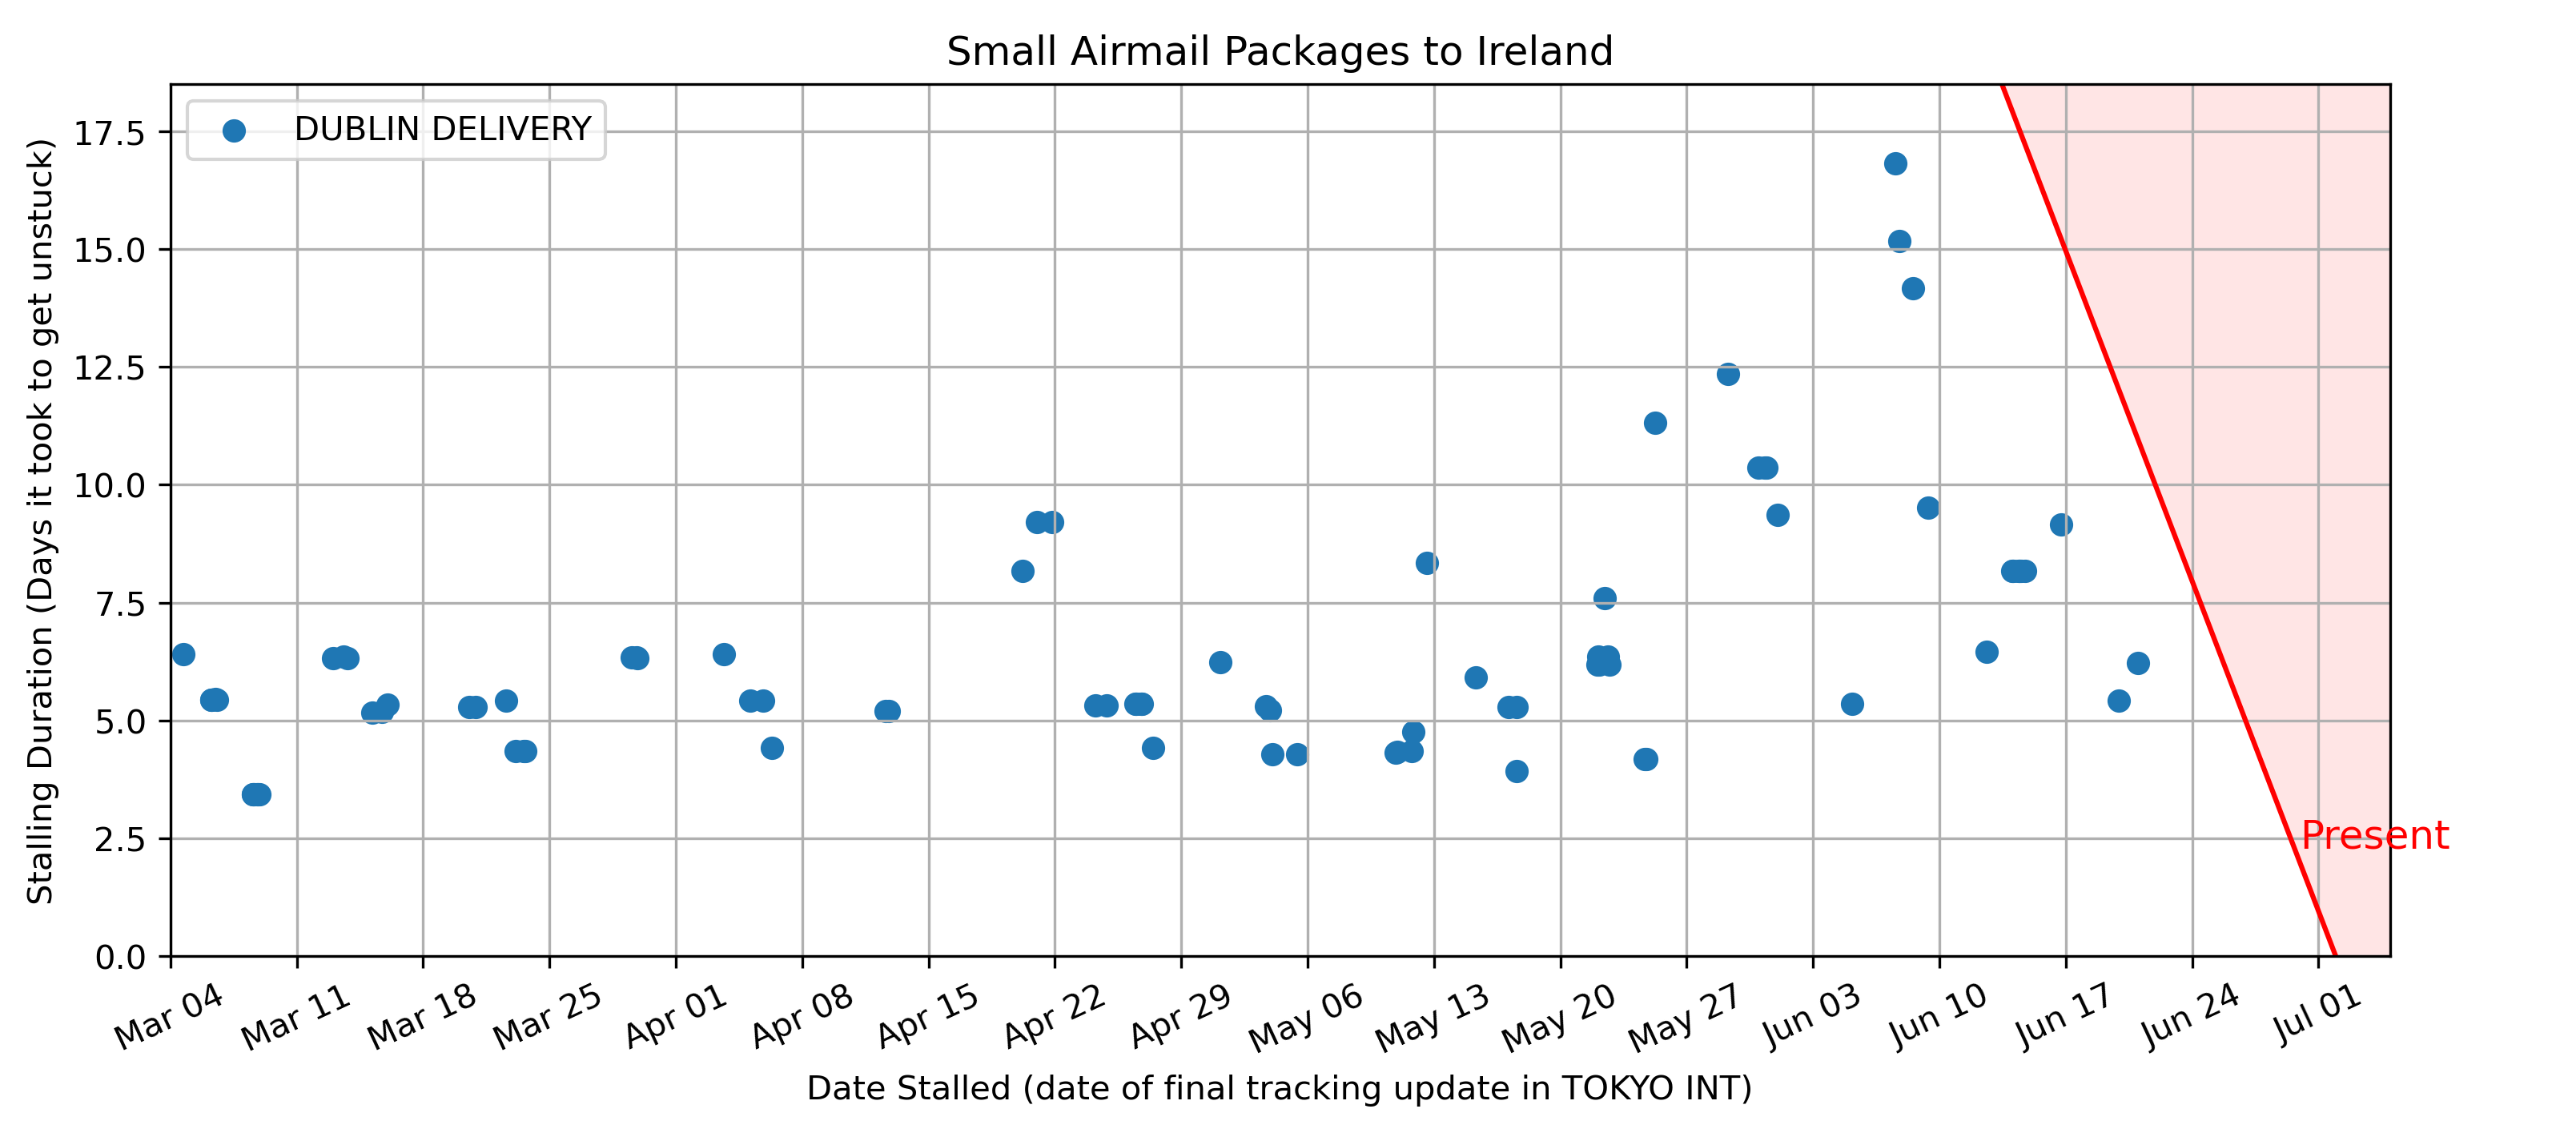 Small Airmail Packages to Ireland
DUBLIN DELIVERY
Stalling Duration (Days it took to get unstuck)
17.5
15.0
12.5
10.0
7.5
5.0
2.5
0.0
Present
Mar 04 Mar 11 Mar 18 Mar 25 Apr 01 Apr 08 Apr 15 Apr 22 Apr 29 May 06 May 13 May 20 May 27 Jun 03 Jun 10 Jun 17 Jun 24 Jul 01
Date Stalled (date of final tracking update in TOKYO INT)